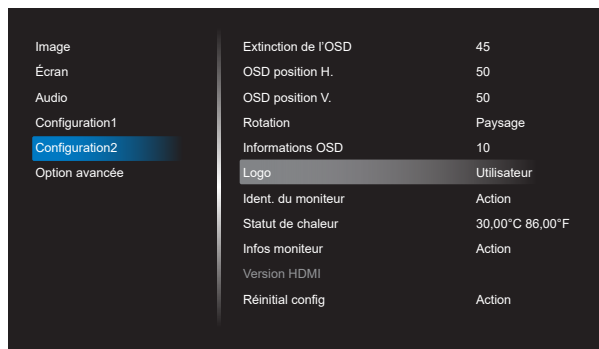 Image
Écran
Audio
Configuration1
Configuration2
Option avancée
Extinction de l'OSD 45
OSD position H. 50
OSD position V. 50
Rotation Paysage
Informations OSD 10
Logo Utilisateur
Ident. du moniteur Action
Statut de chaleur 30,00°C 86,00°F
Infos moniteur Action
Version HDMI
Réinitial config Action